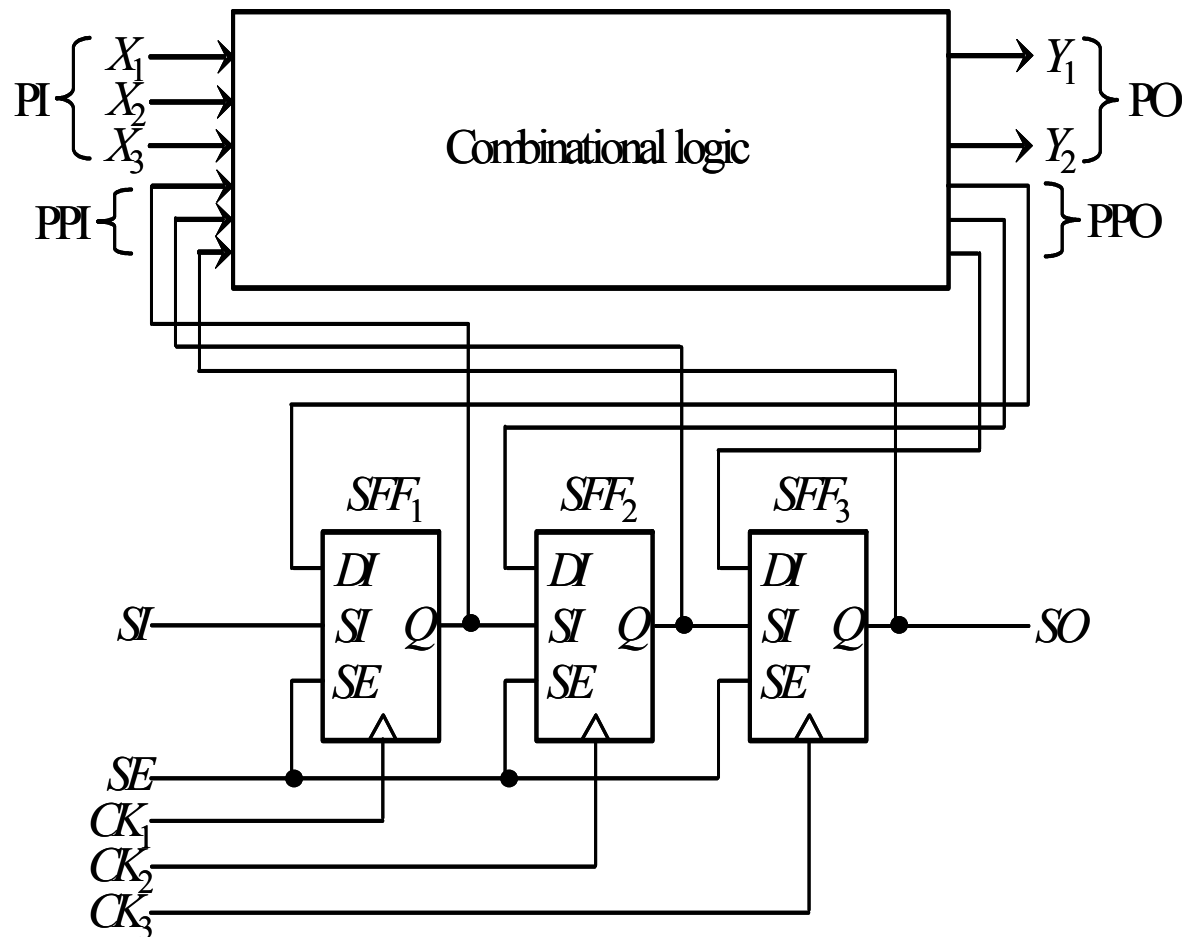 X1
X2
X3
PI
PPI
Combinational logic
Y1
Y2
PO
PPO
SFF1
SFF2
SFF3
DI
SI
Q
SE
DI
SI
Q
SE
DI
SI
Q
SE
SI
SO
SE
CK1
CK2
CK3